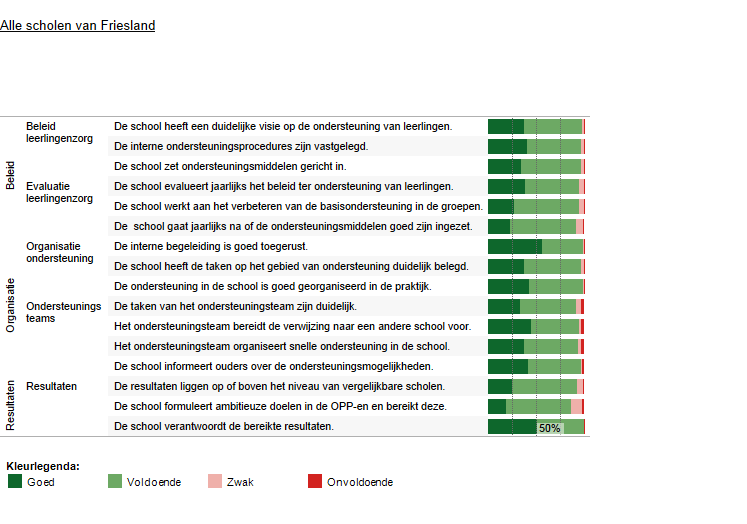 Alle scholen van Friesland
Beleid
Beleid
leerlingenzorg
De school heeft een duidelijke visie op de ondersteuning van leerlingen.
De interne ondersteuningsprocedures zijn vastgelegd.
De school zet ondersteuningsmiddelen gericht in.
Evaluatie
leerlingenzorg
De school evalueert jaarlijks het beleid ter ondersteuning van leerlingen.
De school werkt aan het verbeteren van de basisondersteuning in de groepen.
De  school gaat jaarlijks na of de ondersteuningsmiddelen goed zijn ingezet.
Organisatie
Organisatie
ondersteuning
De interne begeleiding is goed toegerust.
De school heeft de taken op het gebied van ondersteuning duidelijk belegd.
De ondersteuning in de school is goed georganiseerd in de praktijk.
Ondersteunings
teams
De taken van het ondersteuningsteam zijn duidelijk.
Het ondersteuningsteam bereidt de verwijzing naar een andere school voor.
Het ondersteuningsteam organiseert snelle ondersteuning in de school.
De school informeert ouders over de ondersteuningsmogelijkheden.
Resultaten
Resultaten
De resultaten liggen op of boven het niveau van vergelijkbare scholen.
De school formuleert ambitieuze doelen in de OPP-en en bereikt deze.
De school verantwoordt de bereikte resultaten.
50%
Kleurlegenda:
Goed
Voldoende
Zwak
Onvoldoende